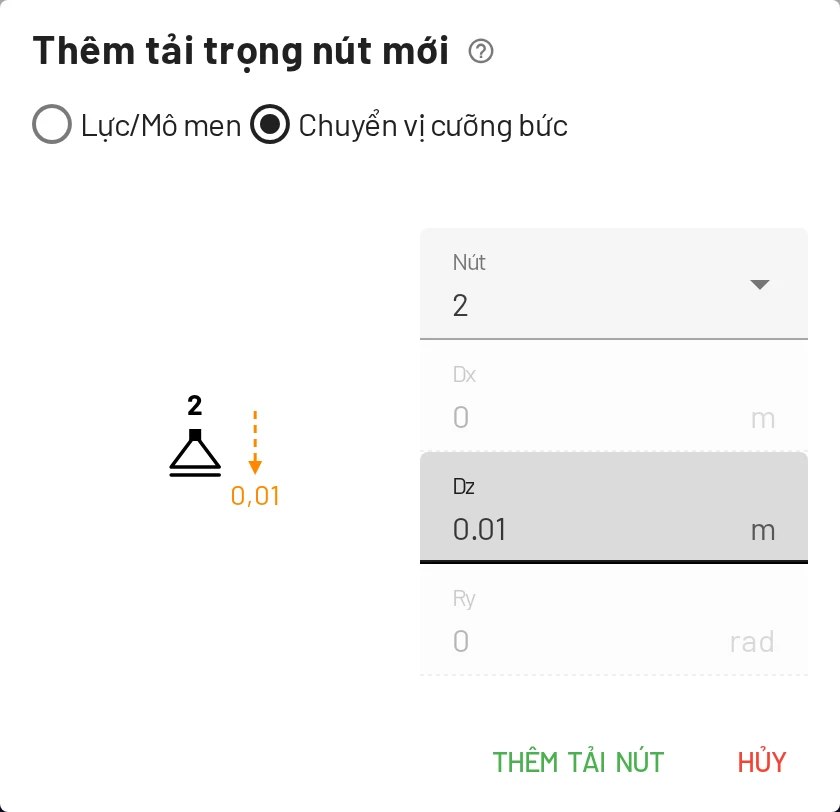 Thêm tải trọng nút mới
Lực/Mô men Chuyển vị cưỡng bức
Nút
2
Dx
0 m
2
Dz
0,01
0.01 m
Ry
0 rad
THÊM TẢI NÚT HỦY